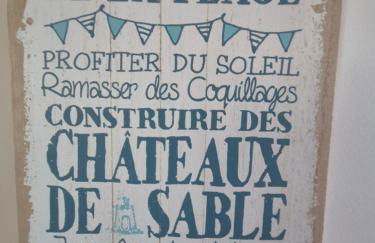 PROFITER DU SOLEIL
Ramasser des Coquillages
CONSTRUIRE DES
CHÂTEAUX
DE SABLE